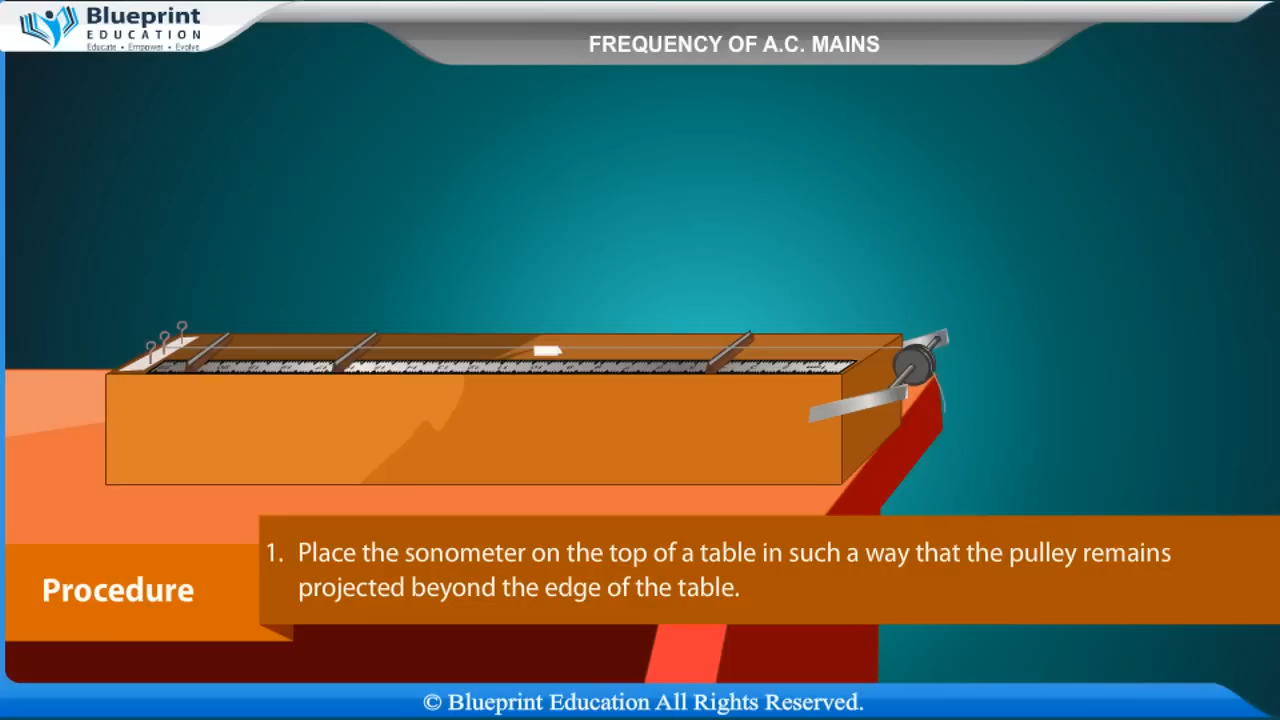 Blueprint
EDUCATION
Educate • Empower • Evolve
FREQUENCY OF A.C. MAINS
Procedure
1. Place the sonometer on the top of a table in such a way that the pulley remains
projected beyond the edge of the table.
© Blueprint Education All Rights Reserved.